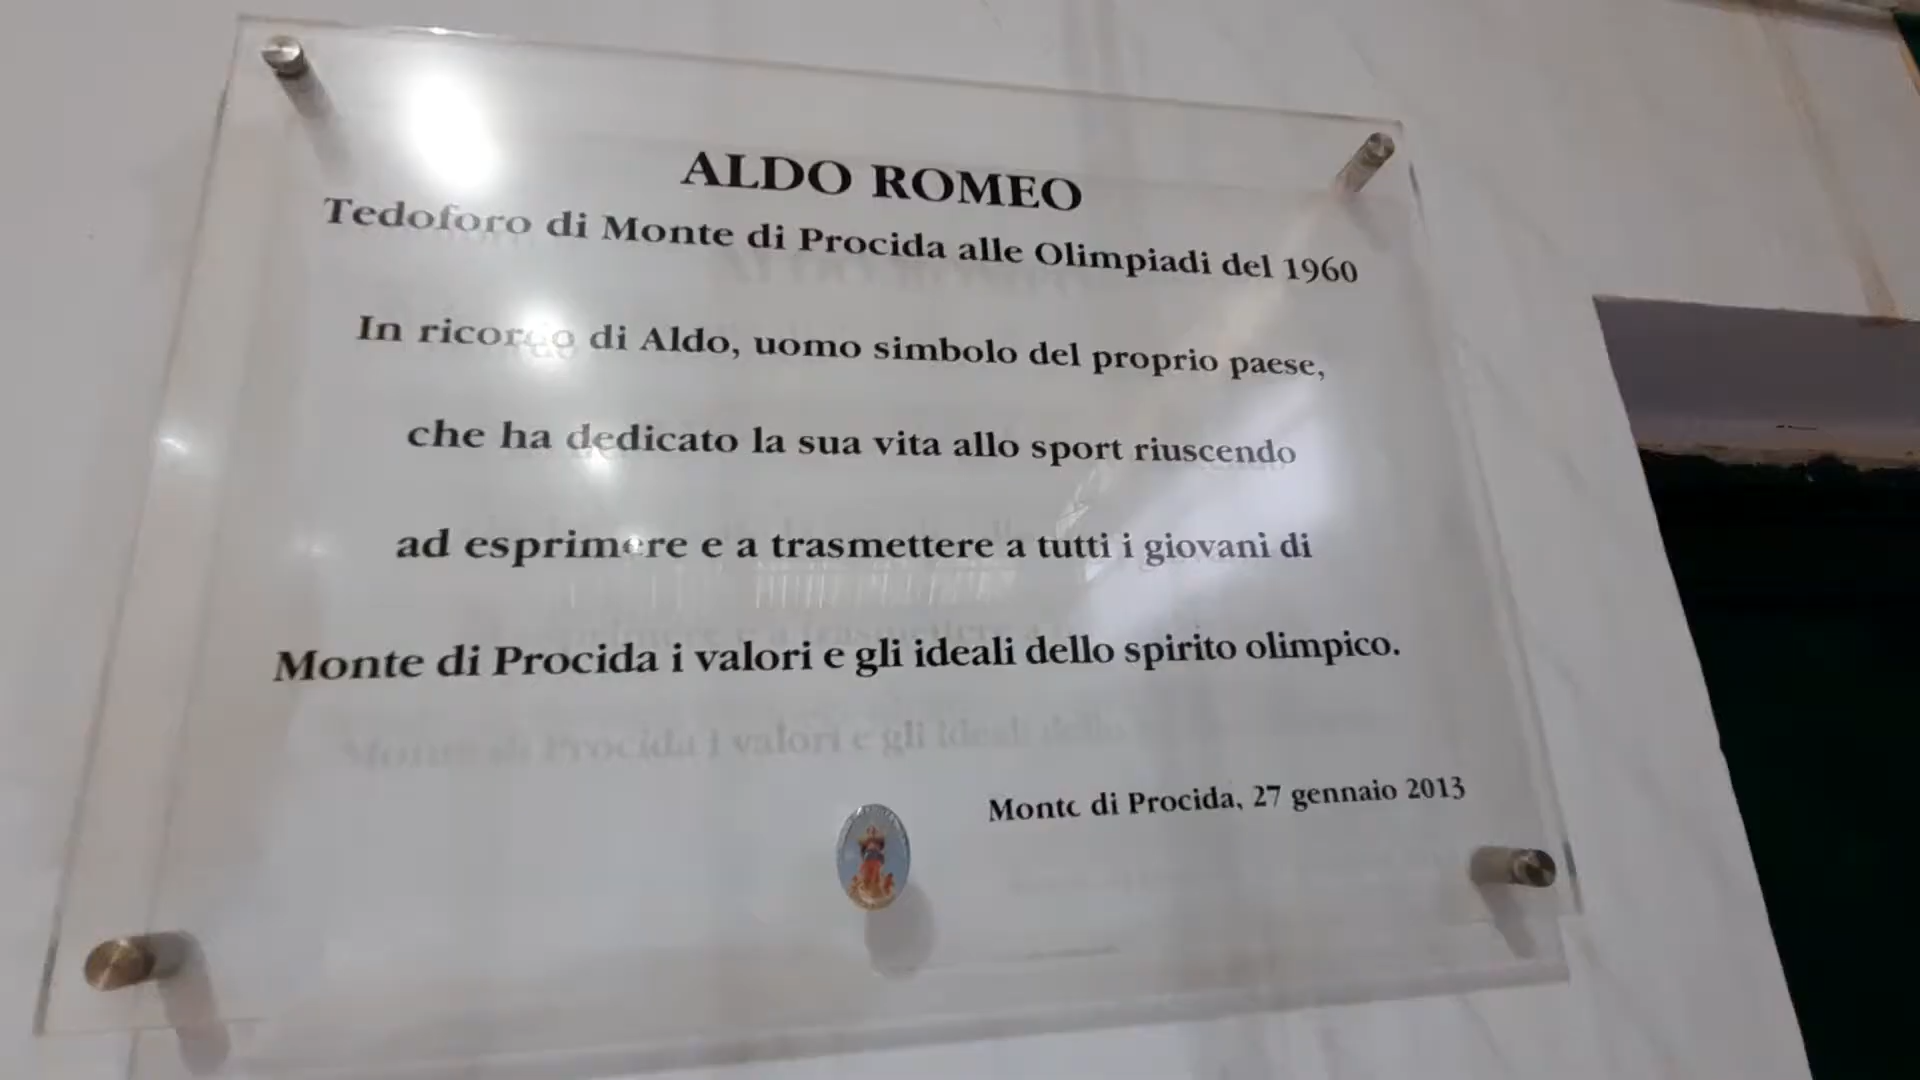 ALDO ROMEO
Tedoforo di Monte di Procida alle Olimpiadi del 1960
In ricordo di Aldo, uomo simbolo del proprio paese,
che ha dedicato la sua vita allo sport riuscendo
ad esprimere e a trasmettere a tutti i giovani di
Monte di Procida i valori e gli ideali dello spirito olimpico.
Monte di Procida, 27 gennaio 2013